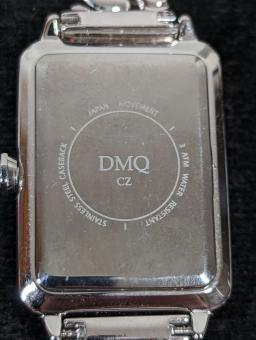 JAPAN MOVEMENT
3 ATM WATER RESISTANT
STAINLESS STEEL CASEBACK
DMQ
CZ